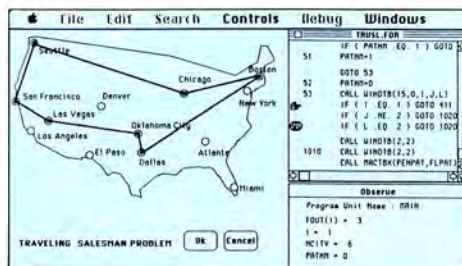 File Edit Search Controls Debug Windows
Seattle
Chicago
Boston
New York
San Francisco
Denver
Las Vegas
Oklahoma City
Los Angeles
El Paso
Dallas
Atlanta
Miami
TRAVELING SALESMAN PROBLEM
Ok
Cancel
TRVSL.FOR
IF ( PATHM .EQ. 1 ) GOTO
51 PATHM=1
GOTO 53
52 PATHM=0
53 CALL WINDTB(15,0,1,J,L)
IF ( I .EQ. 1 ) GOTO 411
IF ( J .NE. 2 ) GOTO 1020
IF ( L .EQ. 2 ) GOTO 1020
CALL WINDTB(2,2)
1010 CALL WINDTB(2,2)
CALL MACTBX(PENPAT,FLPAT)
Observe
Program Unit Name : MAIN
FOUT(1) = 3
I = 1
NCITY = 6
PATHM = 0